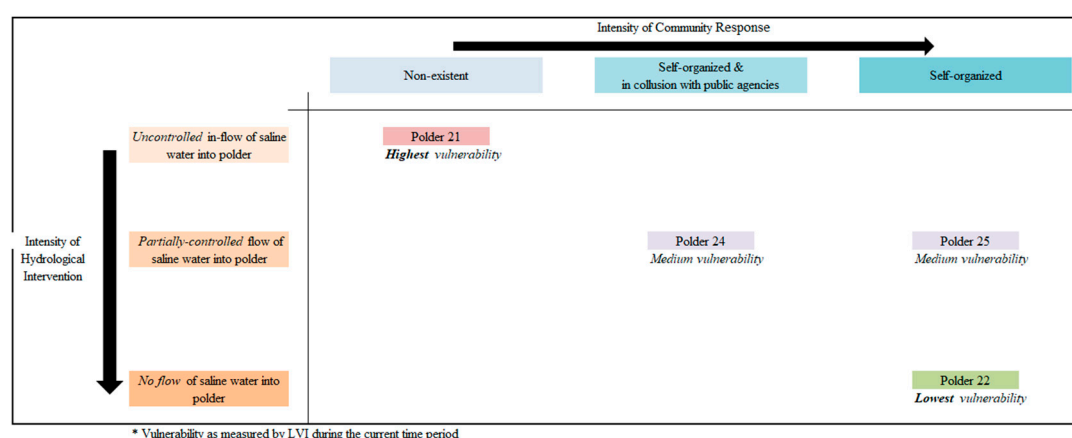 Intensity of Community Response
Non-existent
Self-organized &
in collusion with public agencies
Self-organized
Uncontrolled in-flow of saline
water into polder
Polder 21
Highest vulnerability
Intensity of
Hydrological
Intervention
Partially-controlled flow of
saline water into polder
Polder 24
Medium vulnerability
Polder 25
Medium vulnerability
No flow of saline water into
polder
Polder 22
Lowest vulnerability
* Vulnerability as measured by LVI during the current time period